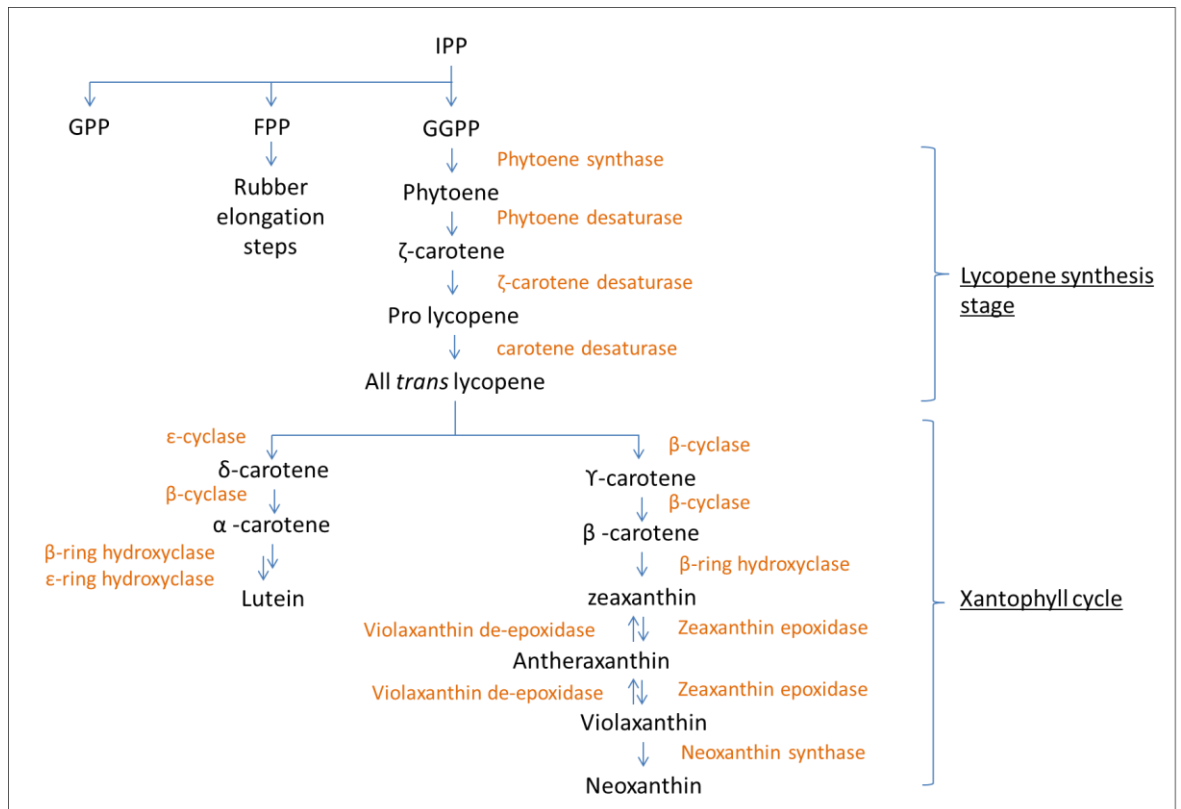 IPP
GPP
FPP
GGPP
Phytoene synthase
Rubber
elongation
steps
Phytoene
Phytoene desaturase
ζ-carotene
ζ-carotene desaturase
Lycopene synthesis
stage
Pro lycopene
carotene desaturase
All trans lycopene
ε-cyclase
β-cyclase
δ-carotene
ϒ-carotene
β-cyclase
β-cyclase
α -carotene
β -carotene
β-ring hydroxyclase
ε-ring hydroxyclase
β-ring hydroxyclase
Lutein
zeaxanthin
Xantophyll cycle
Violaxanthin de-epoxidase
Zeaxanthin epoxidase
Antheraxanthin
Violaxanthin de-epoxidase
Zeaxanthin epoxidase
Violaxanthin
Neoxanthin synthase
Neoxanthin